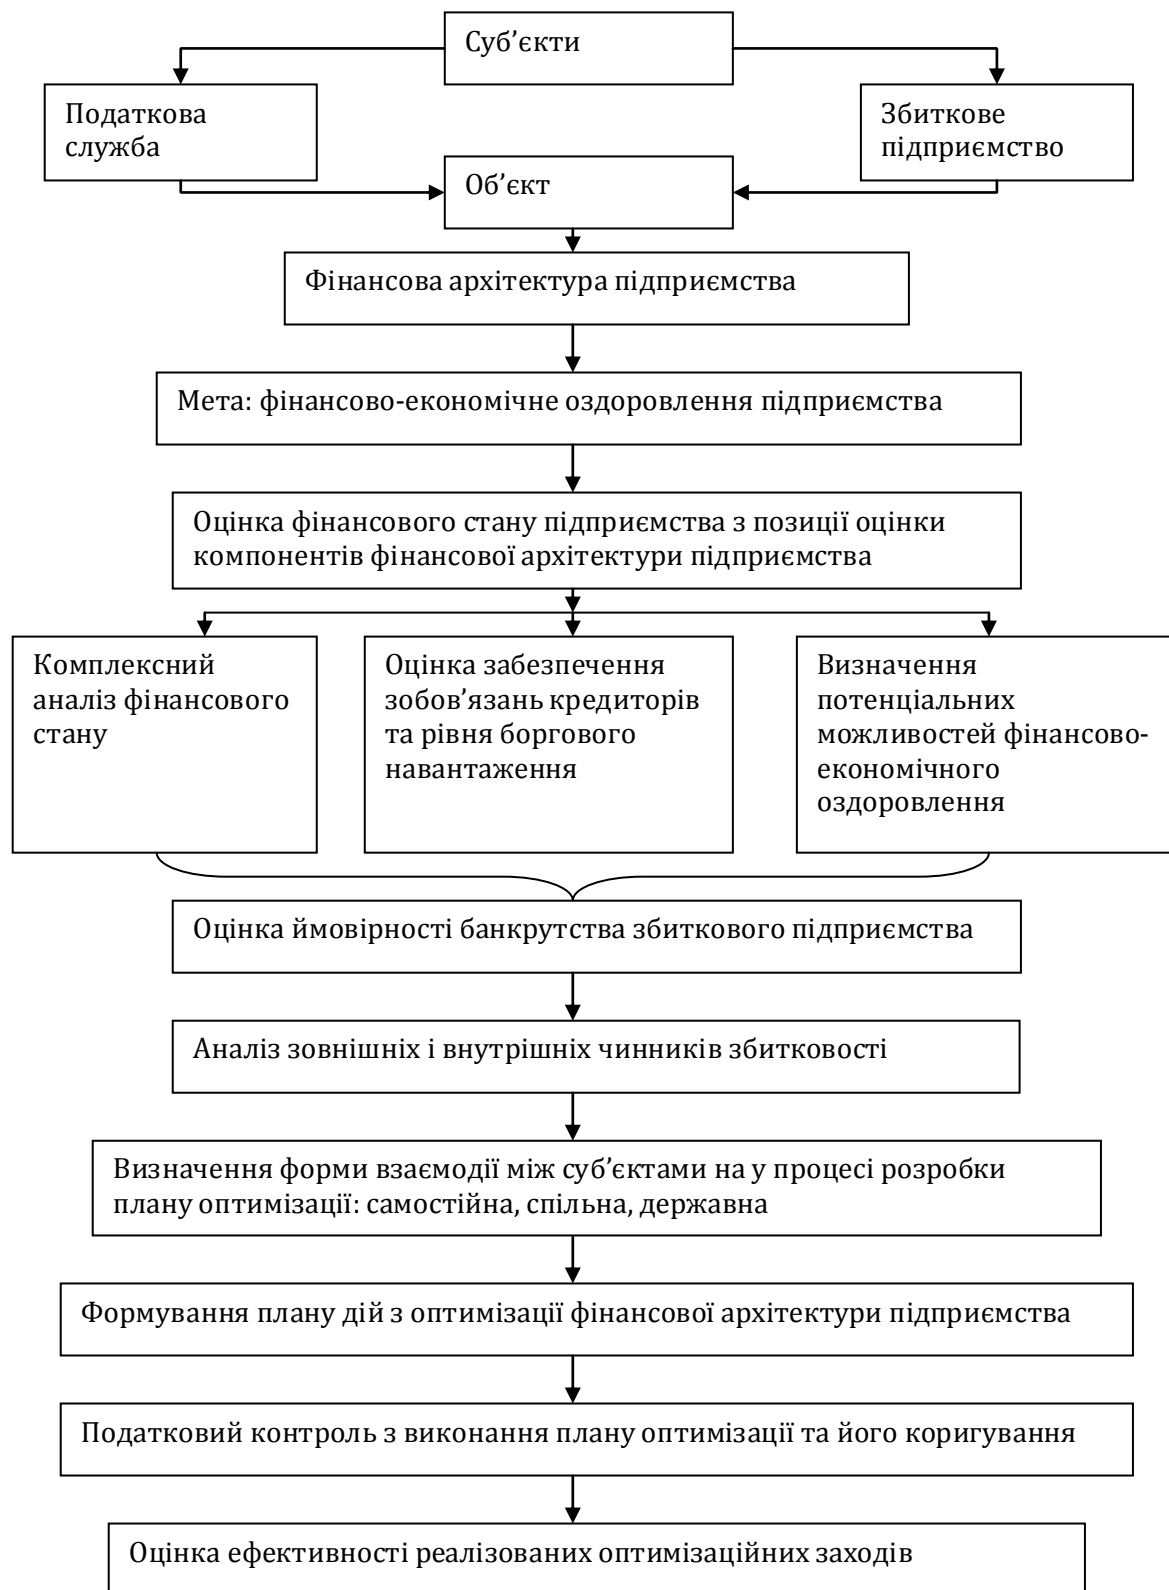 Суб’єкти
Податкова
служба
Збиткове
підприємство
Об’єкт
Фінансова архітектура підприємства
Мета: фінансово-економічне оздоровлення підприємства
Оцінка фінансового стану підприємства з позиції оцінки
компонентів фінансової архітектури підприємства
Комплексний
аналіз фінансового
стану
Оцінка забезпечення
зобов’язань кредиторів
та рівня боргового
навантаження
Визначення
потенціальних
можливостей фінансово-
економічного
оздоровлення
Оцінка ймовірності банкрутства збиткового підприємства
Аналіз зовнішніх і внутрішніх чинників збитковості
Визначення форми взаємодії між суб’єктами на у процесі розробки
плану оптимізації: самостійна, спільна, державна
Формування плану дій з оптимізації фінансової архітектури підприємства
Податковий контроль з виконання плану оптимізації та його коригування
Оцінка ефективності реалізованих оптимізаційних заходів